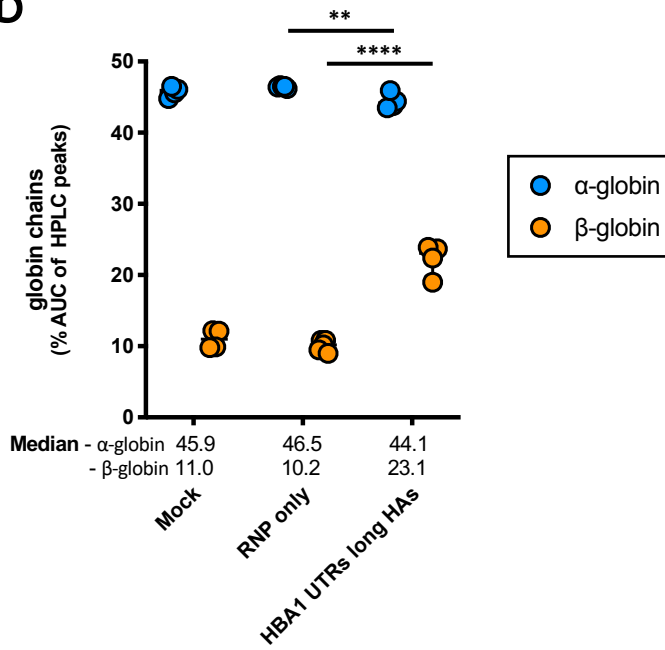 D
**
****
50
40
30
20
10
0
globin chains
(% AUC of HPLC peaks)
α-globin
β-globin
Median - α-globin 45.9 46.5 44.1
- β-globin 11.0 10.2 23.1
Mock
RNP only
HBA1 UTRs long HAs